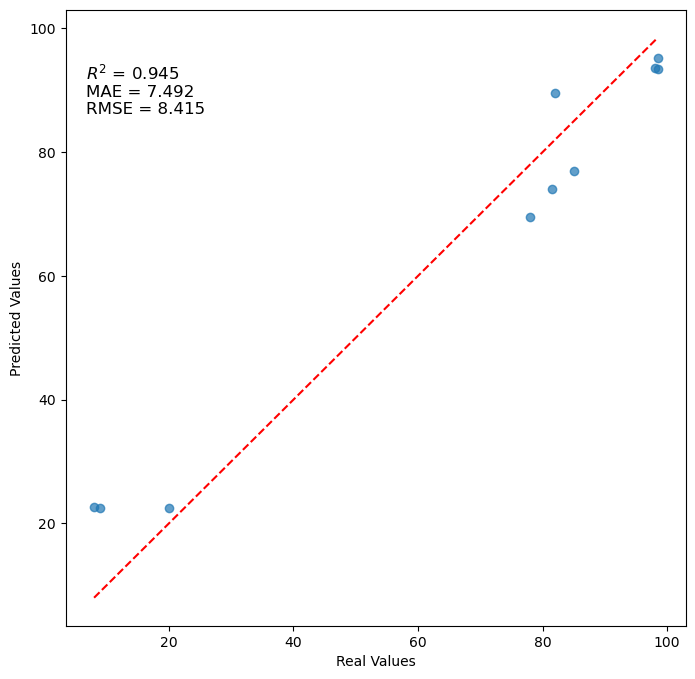 R² = 0.945
MAE = 7.492
RMSE = 8.415
100
80
60
40
20
Predicted Values
20 40 60 80 100
Real Values